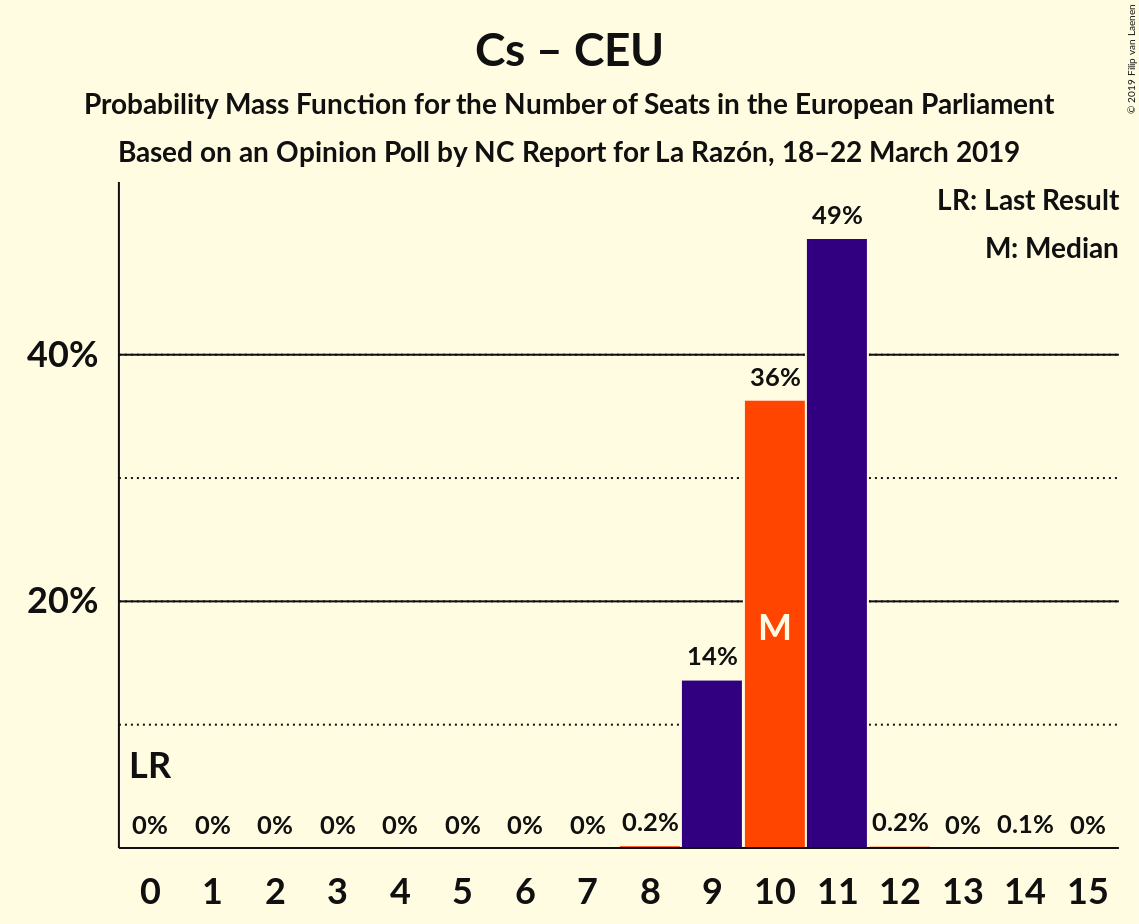 Cs – CEU
Probability Mass Function for the Number of Seats in the European Parliament
Based on an Opinion Poll by NC Report for La Razón, 18–22 March 2019
© 2019 Filip van Laenen
LR: Last Result
M: Median
49%
40%
36%
20%
M
14%
LR
0% 0% 0% 0% 0% 0% 0% 0% 0.2% 0.2% 0% 0.1% 0%
0 1 2 3 4 5 6 7 8 9 10 11 12 13 14 15